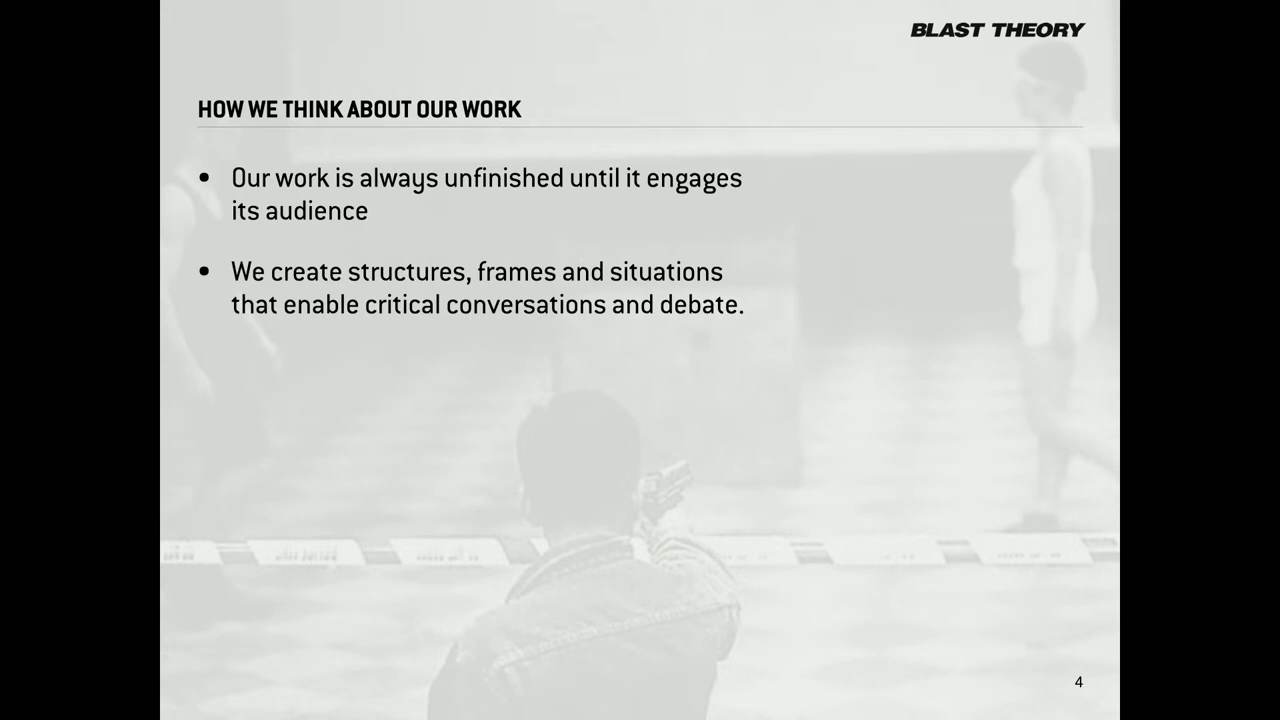 BLAST THEORY
HOW WE THINK ABOUT OUR WORK
• Our work is always unfinished until it engages
its audience
• We create structures, frames and situations
that enable critical conversations and debate.
4